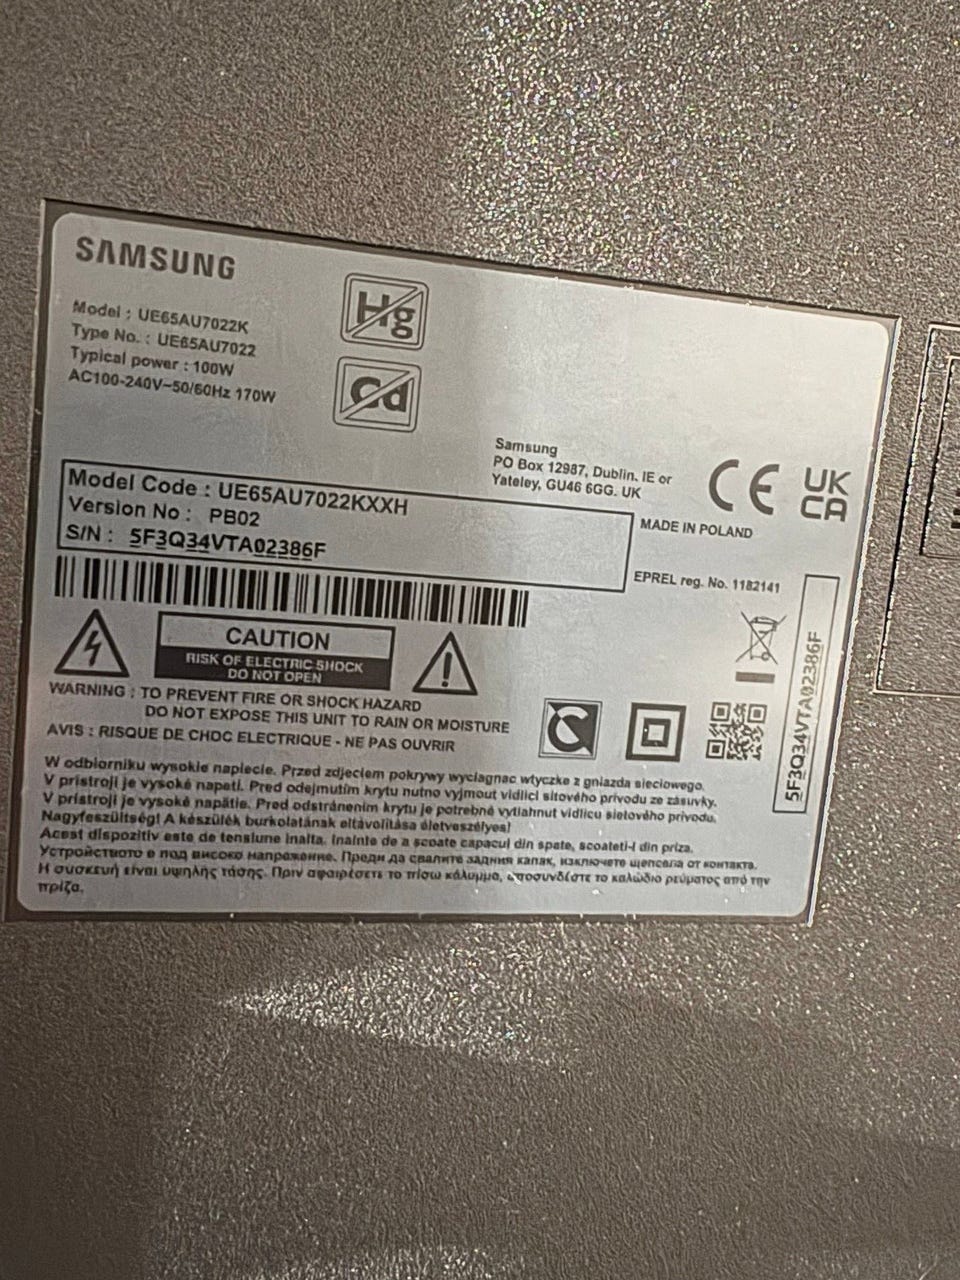 SAMSUNG
Model : UE65AU7022K
Type No. : UE65AU7022
Typical power : 100W
AC100-240V~50/60Hz 170W
Hg
Cd
Samsung
PO Box 12987, Dublin. IE or
Yateley, GU46 6GG. UK
CE
UK
CA
Model Code : UE65AU7022KXXH
Version No : PB02
S/N : 5F3Q34VTA02386F
MADE IN POLAND
EPREL reg. No. 1182141
CAUTION
RISK OF ELECTRIC SHOCK
DO NOT OPEN
WARNING : TO PREVENT FIRE OR SHOCK HAZARD
DO NOT EXPOSE THIS UNIT TO RAIN OR MOISTURE
AVIS : RISQUE DE CHOC ELECTRIQUE - NE PAS OUVRIR
5F3Q34VTA02386F
W odbiorniku wysokie napiecie. Przed zdjeciem pokrywy wyciagnac wtyczke z gniazda sieciowego.
V pristroji je vysoké napeti. Pred odejmutím krytu nutno vyjmout vidlici sitového privodu ze zásuvky.
V prístroji je vysoké napätie. Pred odstránením krytu je potrebné vytiahnut vidlicu sietového prívodu.
Nagyfeszültség! A készülék burkolatának eltávolítása életveszélyes!
Acest dispozitiv este de tensiune inalta. Inainte de a scoate capacul din spate, scoateti-l din priza.
Устройството е под високо напрежение. Преди да свалите задния капак, изключете щепсела от контакта.
Η συσκευή είναι υψηλής τάσης. Πριν αφαιρέσετε το πίσω κάλυμμα, αποσυνδέστε το καλώδιο ρεύματος από την
πρίζα.